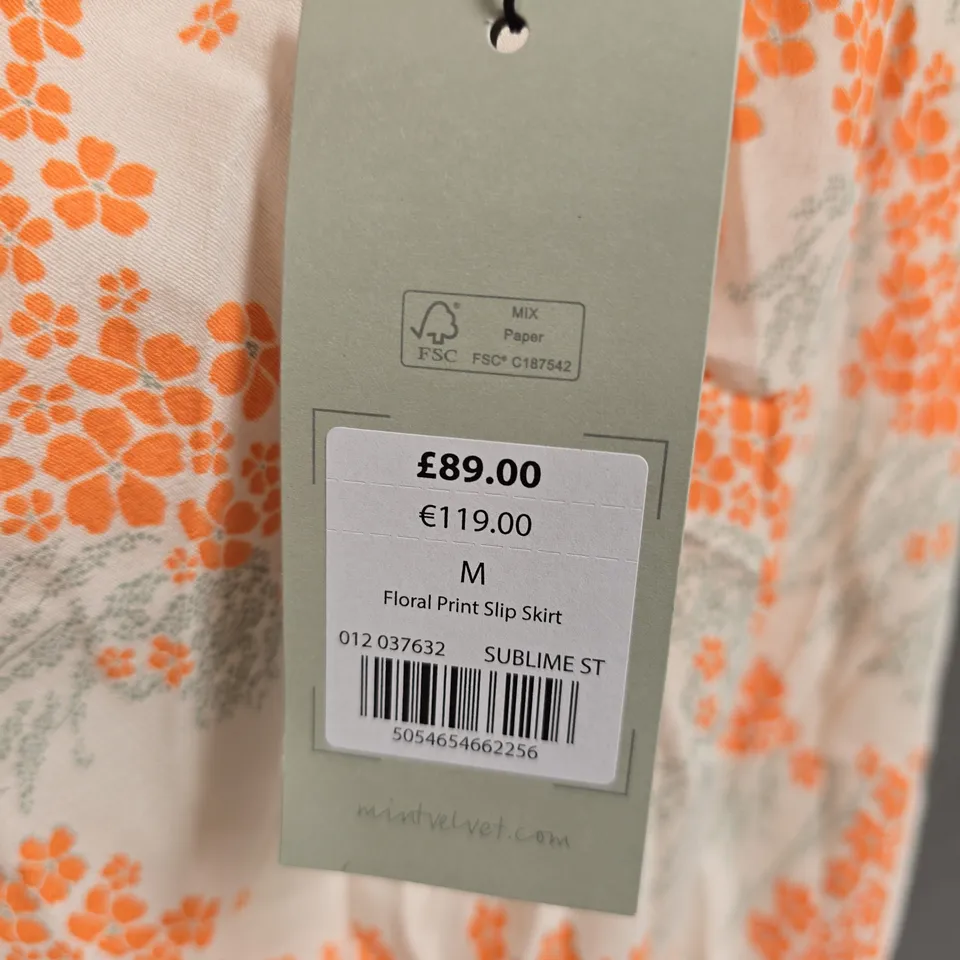 FSC®
MIX
Paper
FSC® C187542
£89.00
€119.00
M
Floral Print Slip Skirt
012 037632 SUBLIME ST
5054654662256
mintvelvet.com